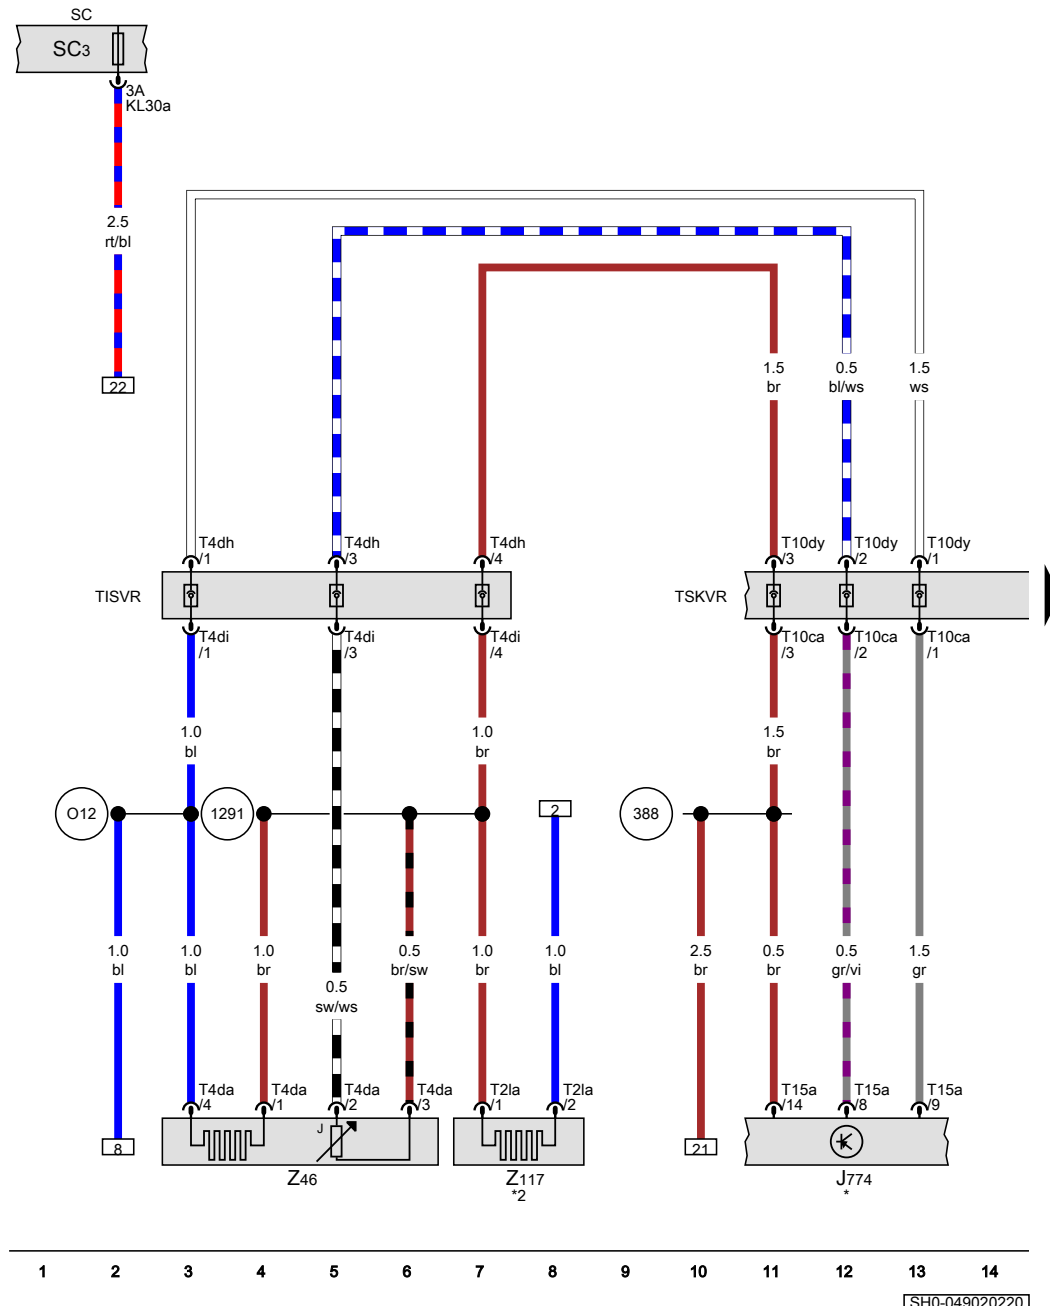 SC
SC3
3A
KL30a
2.5
rt/bl
22
1.5
br
0.5
bl/ws
1.5
ws
T4dh
/1
T4dh
/3
T4dh
/4
T10dy
/3
T10dy
/2
T10dy
/1
TISVR
TSKVR
T4di
/1
T4di
/3
T4di
/4
T10ca
/3
T10ca
/2
T10ca
/1
1.0
bl
1.0
br
1.5
br
O12
1291
2
388
1.0
bl
1.0
bl
1.0
br
0.5
sw/ws
0.5
br/sw
1.0
br
1.0
bl
2.5
br
0.5
br
0.5
gr/vi
1.5
gr
T4da
/4
T4da
/1
T4da
/2
T4da
/3
T2la
/1
T2la
/2
T15a
/14
T15a
/8
T15a
/9
8
J
21
Z46
Z117
*2
J774
*
1 2 3 4 5 6 7 8 9 10 11 12 13 14
SH0-049020220